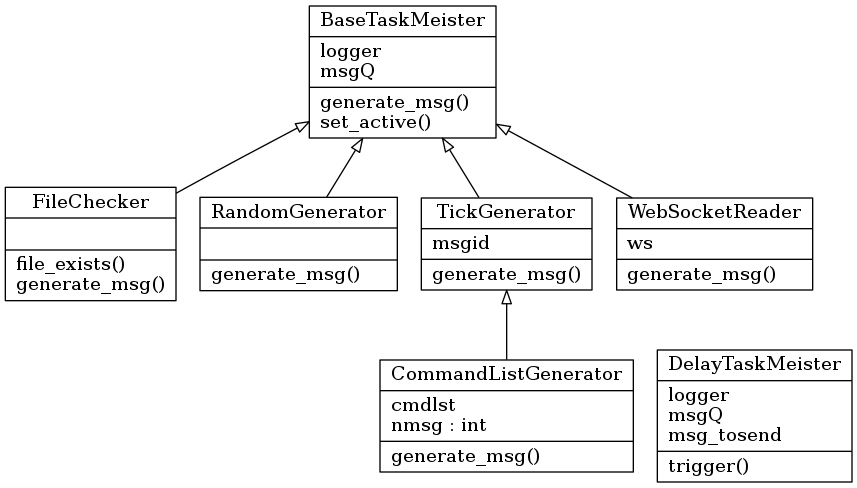 BaseTaskMeister
logger
msgQ
generate_msg()
set_active()
FileChecker
file_exists()
generate_msg()
RandomGenerator
generate_msg()
TickGenerator
msgid
generate_msg()
WebSocketReader
ws
generate_msg()
CommandListGenerator
cmdlst
nmsg : int
generate_msg()
DelayTaskMeister
logger
msgQ
msg_tosend
trigger()